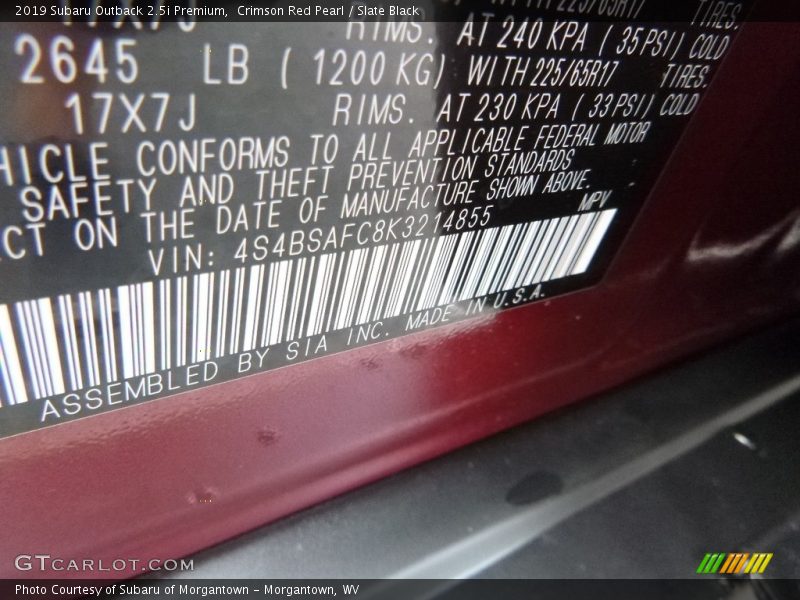 2019 Subaru Outback 2.5i Premium, Crimson Red Pearl / Slate Black
TIRES.
RIMS. AT 240 KPA ( 35 PSI) COLD
2645 LB ( 1200 KG) WITH 225/65R17 TIRES.
17X7J RIMS. AT 230 KPA ( 33 PSI) COLD
HICLE CONFORMS TO ALL APPLICABLE FEDERAL MOTOR
SAFETY AND THEFT PREVENTION STANDARDS
CT ON THE DATE OF MANUFACTURE SHOWN ABOVE.
VIN: 4S4BSAFC8K3214855 MPV
ASSEMBLED BY SIA INC. MADE IN U.S.A.
GTCARLOT.COM
Photo Courtesy of Subaru of Morgantown - Morgantown, WV